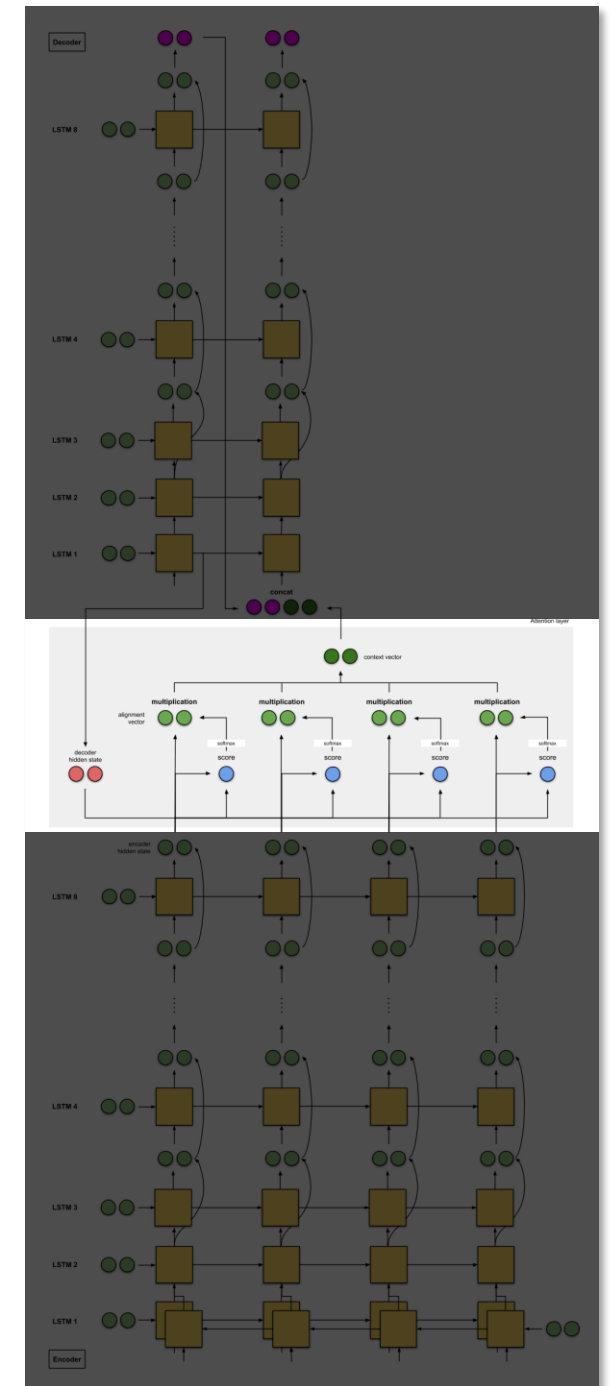 Decoder
LSTM 8
LSTM 4
LSTM 3
LSTM 2
LSTM 1
concat
Attention layer
context vector
multiplication multiplication multiplication multiplication
alignment
vector
softmax softmax softmax softmax
score score score score
decoder
hidden state
encoder
hidden state
LSTM 8
LSTM 4
LSTM 3
LSTM 2
LSTM 1
Encoder